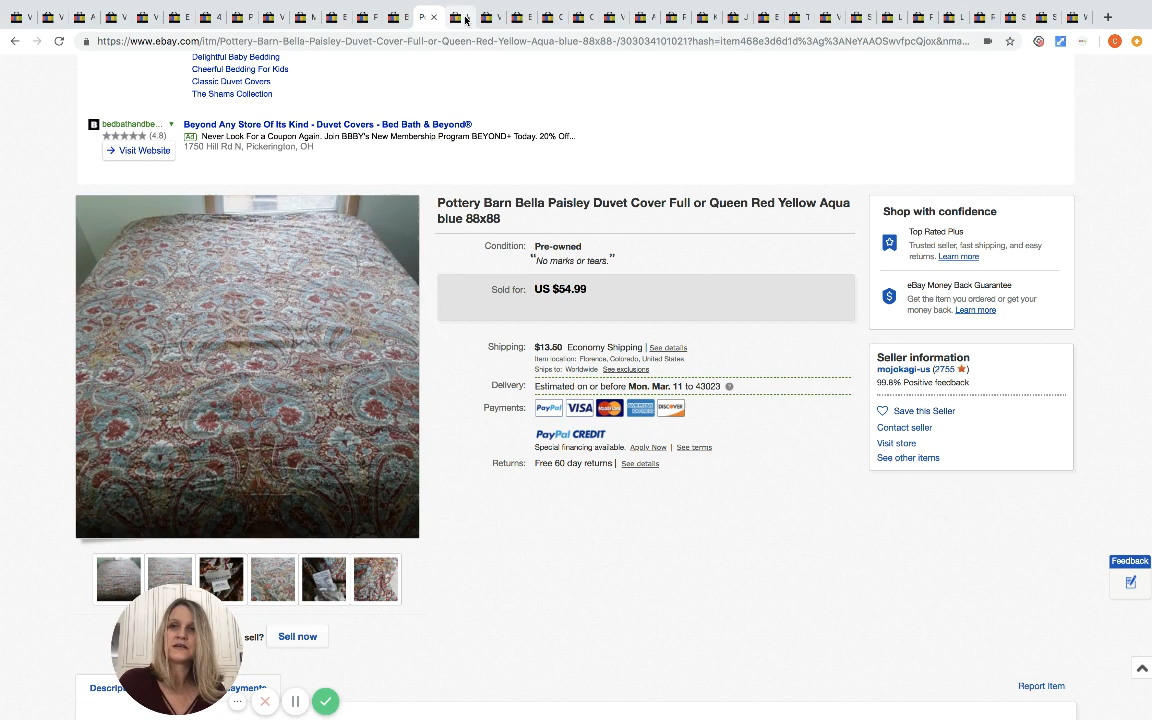 V V A V V E 4 P V M E F E P V E C C V A F K J E T V S L F L F S S V
https://www.ebay.com/itm/Pottery-Barn-Bella-Paisley-Duvet-Cover-Full-or-Queen-Red-Yellow-Aqua-blue-88x88-/303034101021?hash=item468e3d6d1d%3Ag%3ANeYAAOSwvfpcQjox&nma...
Delightful Baby Bedding
Cheerful Bedding For Kids
Classic Duvet Covers
The Shams Collection
bedbathandbe...
(4.8)
Visit Website
Beyond Any Store Of Its Kind - Duvet Covers - Bed Bath & Beyond®
Ad Never Look For a Coupon Again. Join BBBY's New Membership Program BEYOND+ Today. 20% Off...
1750 Hill Rd N, Pickerington, OH
Pottery Barn Bella Paisley Duvet Cover Full or Queen Red Yellow Aqua
blue 88x88
Condition: Pre-owned
"No marks or tears."
Sold for: US $54.99
Shipping: $13.50 Economy Shipping | See details
Item location: Florence, Colorado, United States
Ships to: Worldwide See exclusions
Delivery: Estimated on or before Mon. Mar. 11 to 43023
Payments: PayPal VISA MasterCard AMERICAN EXPRESS DISCOVER
PayPal CREDIT
Special financing available. Apply Now | See terms
Returns: Free 60 day returns | See details
Shop with confidence
Top Rated Plus
Trusted seller, fast shipping, and easy
returns. Learn more
eBay Money Back Guarantee
Get the item you ordered or get your
money back. Learn more
Seller information
mojokagi-us (2755)
99.8% Positive feedback
Save this Seller
Contact seller
Visit store
See other items
Feedback
sell? Sell now
Descrip
ayments
Report item